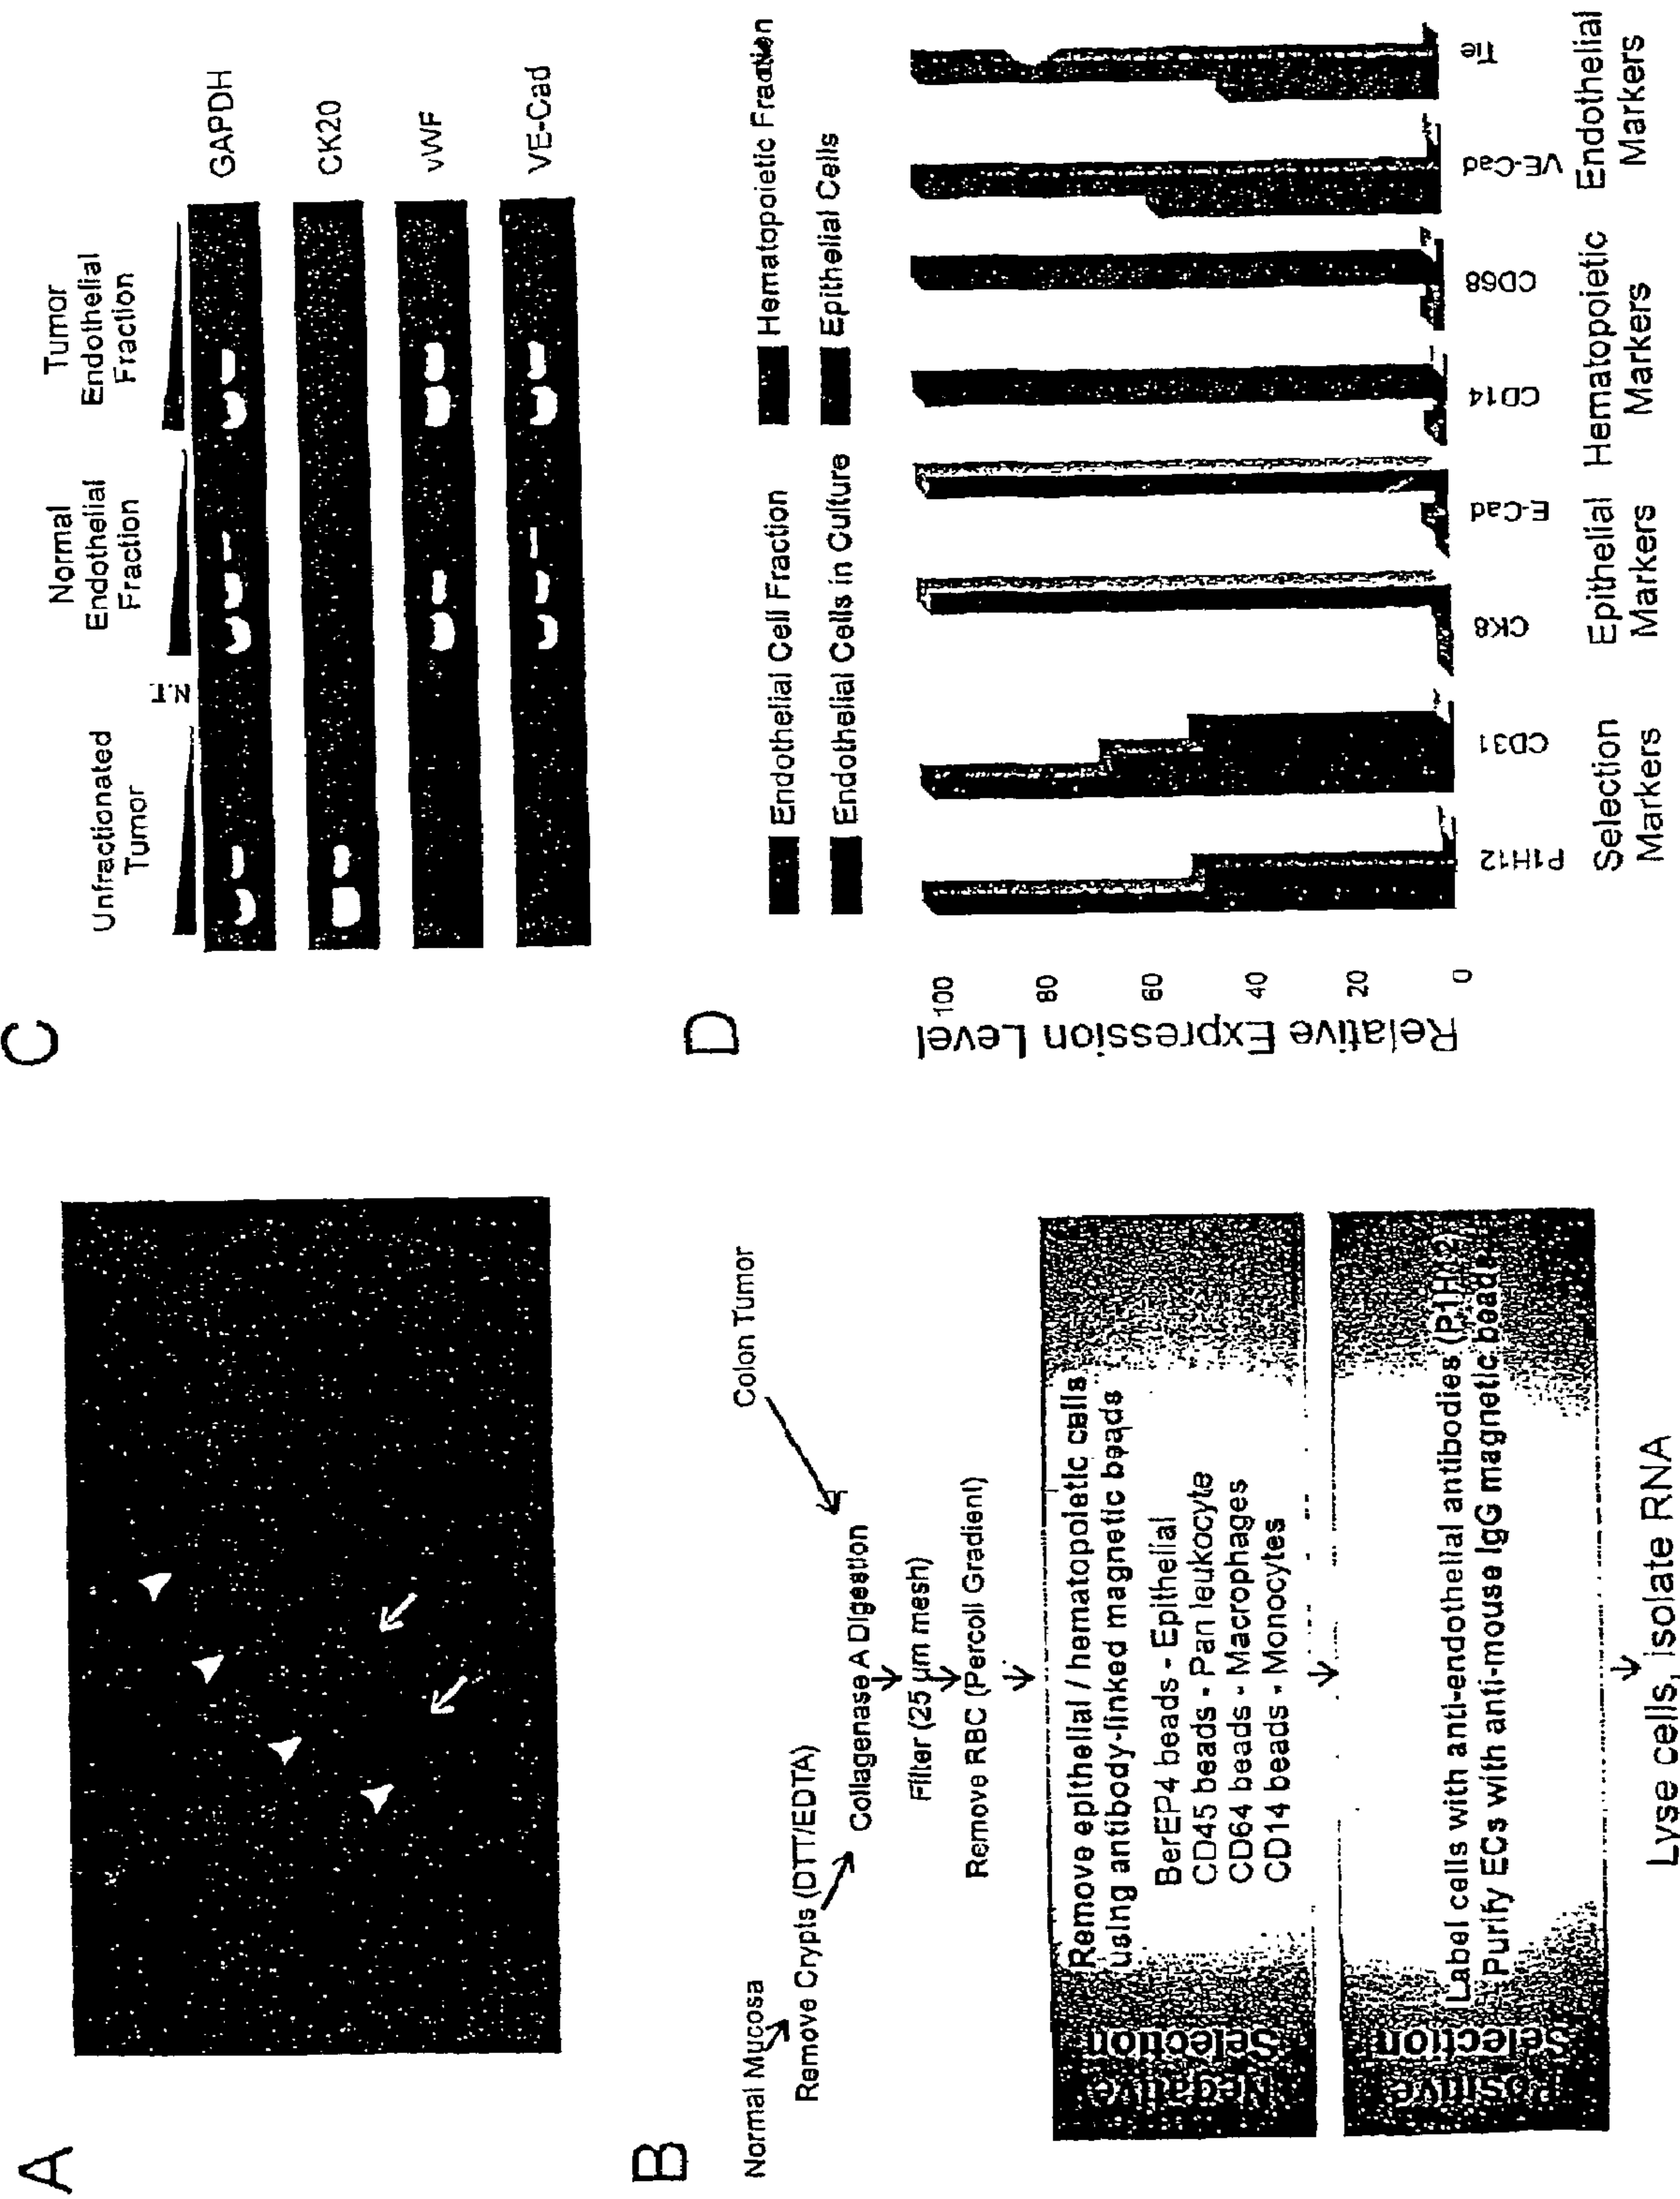 A
B
Normal Mucosa
Remove Crypts (DTT/EDTA)
Colon Tumor
Collagenase A Digestion
Filter (25 µm mesh)
Remove RBC (Percoll Gradient)
Negative
Selection
Remove epithelial / hematopoietic cells
using antibody-linked magnetic beads
BerEP4 beads - Epithelial
CD45 beads - Pan leukocyte
CD64 beads - Macrophages
CD14 beads - Monocytes
Positive
Selection
Label cells with anti-endothelial antibodies (P1H12)
Purify ECs with anti-mouse IgG magnetic beads
Lyse cells, isolate RNA
C
Unfractionated
Tumor
N.T.
Normal
Endothelial
Fraction
Tumor
Endothelial
Fraction
GAPDH
CK20
vWF
VE-Cad
D
Endothelial Cell Fraction
Hematopoietic Fraction
Endothelial Cells in Culture
Epithelial Cells
Relative Expression Level
100
80
60
40
20
0
P1H12
CD31
CK8
E-Cad
CD14
CD68
VE-Cad
Tie
Selection
Markers
Epithelial
Markers
Hematopoietic
Markers
Endothelial
Markers